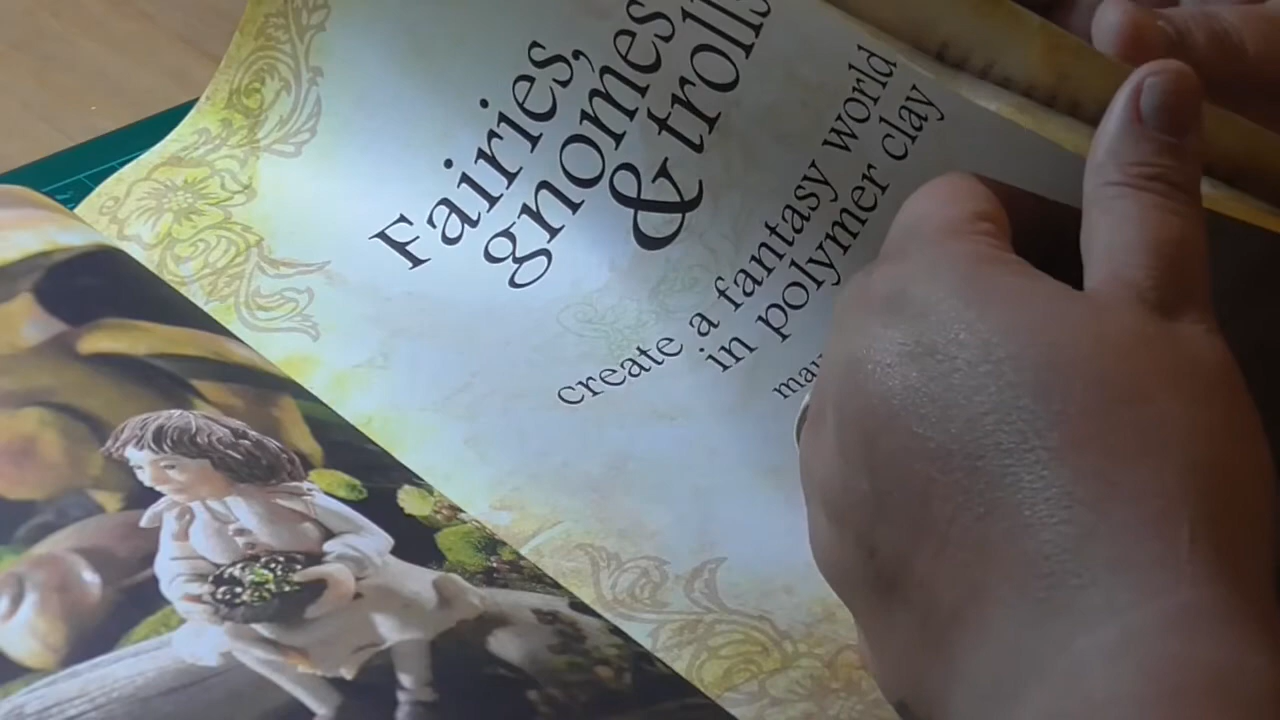 Fairies,
gnomes
& trolls
create a fantasy world
in polymer clay